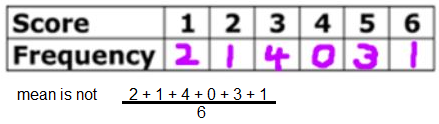 Score 1 2 3 4 5 6
Frequency 2 1 4 0 3 1
mean is not 2 + 1 + 4 + 0 + 3 + 1
6